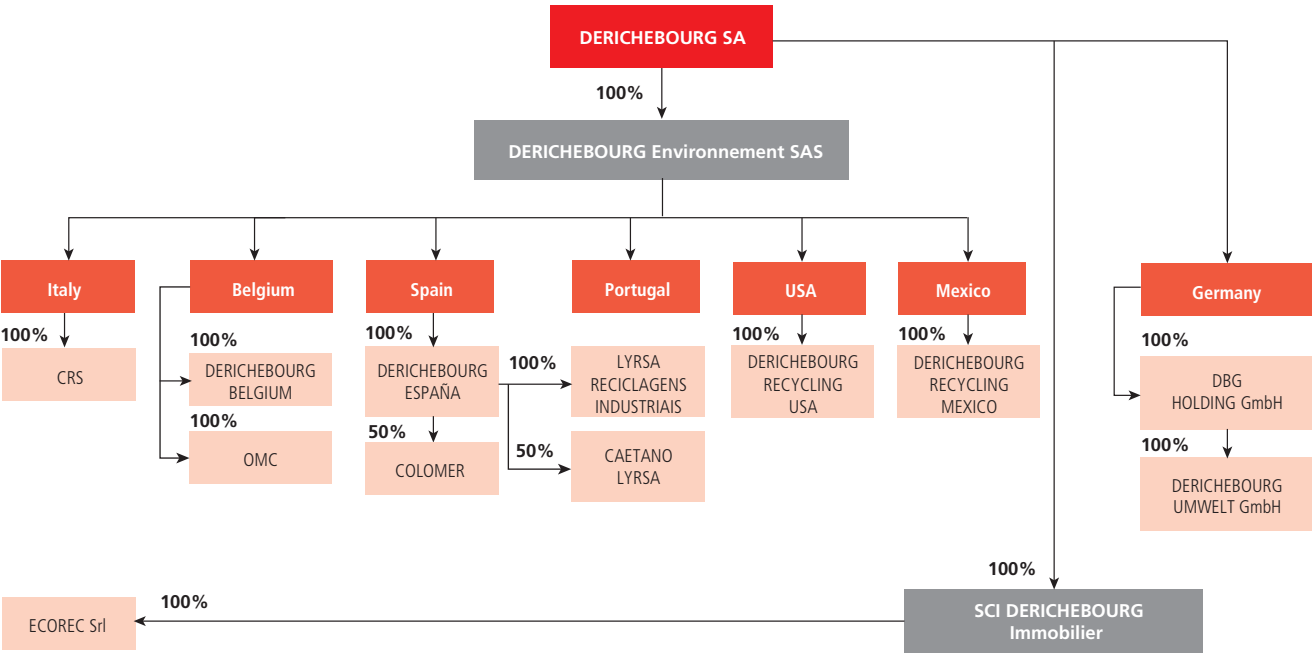 DERICHEBOURG SA
100%
DERICHEBOURG Environnement SAS
Italy
Belgium
Spain
Portugal
USA
Mexico
Germany
100%
CRS
100%
DERICHEBOURG
BELGIUM
100%
OMC
100%
DERICHEBOURG
ESPAÑA
50%
COLOMER
100%
LYRSA
RECICLAGENS
INDUSTRIAIS
50%
CAETANO
LYRSA
100%
DERICHEBOURG
RECYCLING
USA
100%
DERICHEBOURG
RECYCLING
MEXICO
100%
DBG
HOLDING GmbH
100%
DERICHEBOURG
UMWELT GmbH
100%
SCI DERICHEBOURG
Immobilier
100%
ECOREC Srl